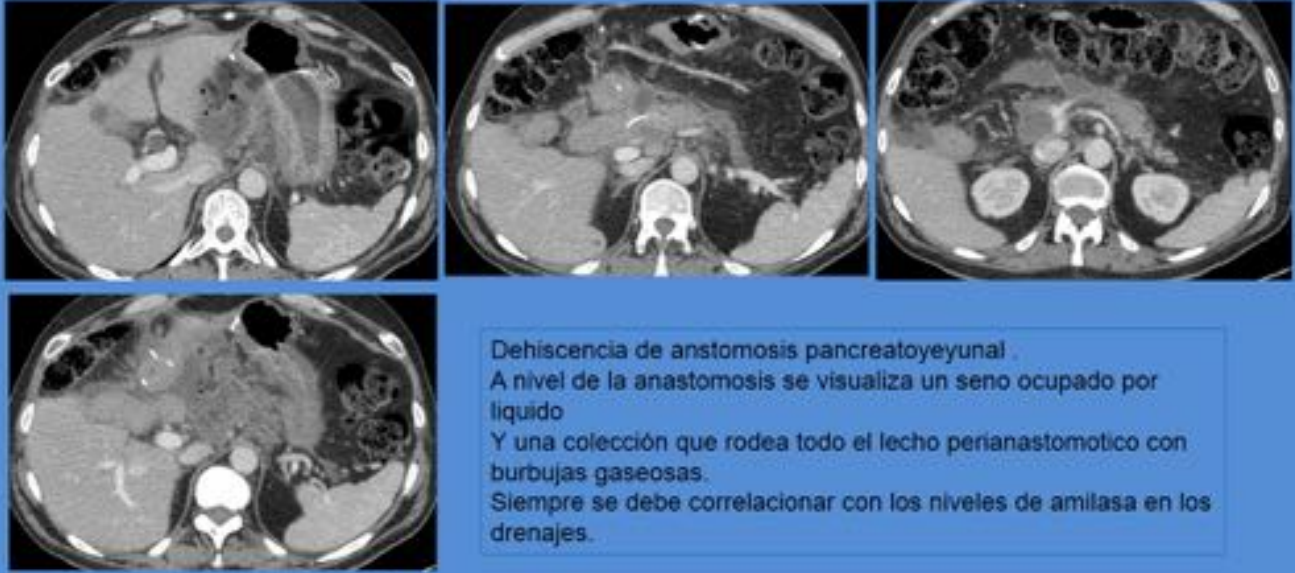 Dehiscencia de anstomosis pancreatoyeyunal .
A nivel de la anastomosis se visualiza un seno ocupado por
liquido
Y una colección que rodea todo el lecho perianastomotico con
burbujas gaseosas.
Siempre se debe correlacionar con los niveles de amilasa en los
drenajes.